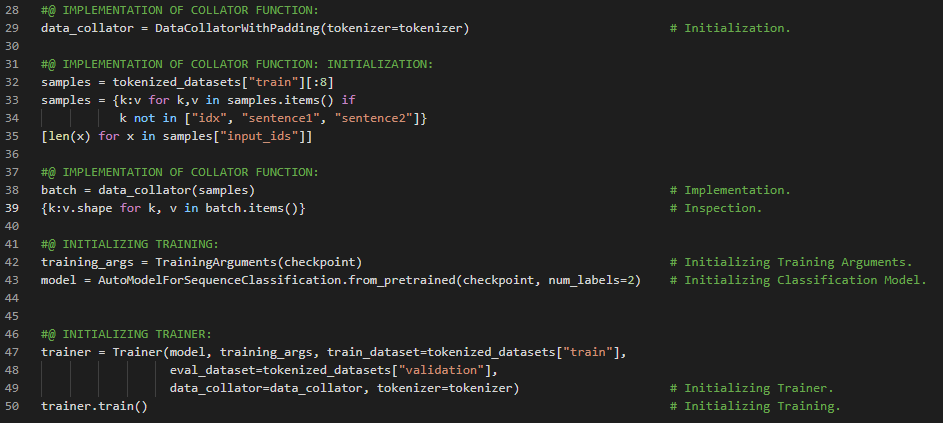 28 #@ IMPLEMENTATION OF COLLATOR FUNCTION:
29 data_collator = DataCollatorWithPadding(tokenizer=tokenizer) # Initialization.
30
31 #@ IMPLEMENTATION OF COLLATOR FUNCTION: INITIALIZATION:
32 samples = tokenized_datasets["train"][:8]
33 samples = {k:v for k,v in samples.items() if
34 k not in ["idx", "sentence1", "sentence2"]}
35 [len(x) for x in samples["input_ids"]]
36
37 #@ IMPLEMENTATION OF COLLATOR FUNCTION:
38 batch = data_collator(samples) # Implementation.
39 {k:v.shape for k, v in batch.items()} # Inspection.
40
41 #@ INITIALIZING TRAINING:
42 training_args = TrainingArguments(checkpoint) # Initializing Training Arguments.
43 model = AutoModelForSequenceClassification.from_pretrained(checkpoint, num_labels=2) # Initializing Classification Model.
44
45
46 #@ INITIALIZING TRAINER:
47 trainer = Trainer(model, training_args, train_dataset=tokenized_datasets["train"],
48 eval_dataset=tokenized_datasets["validation"],
49 data_collator=data_collator, tokenizer=tokenizer) # Initializing Trainer.
50 trainer.train() # Initializing Training.